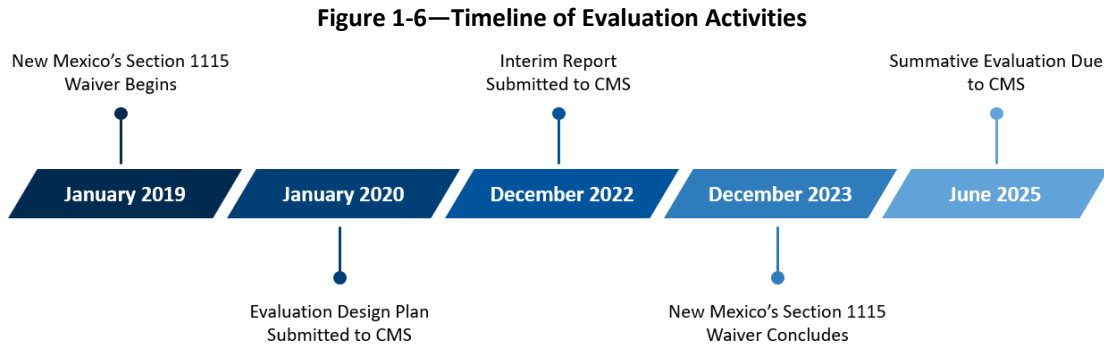 Figure 1-6—Timeline of Evaluation Activities
New Mexico's Section 1115
Waiver Begins
Interim Report
Submitted to CMS
Summative Evaluation Due
to CMS
January 2019
January 2020
December 2022
December 2023
June 2025
Evaluation Design Plan
Submitted to CMS
New Mexico's Section 1115
Waiver Concludes